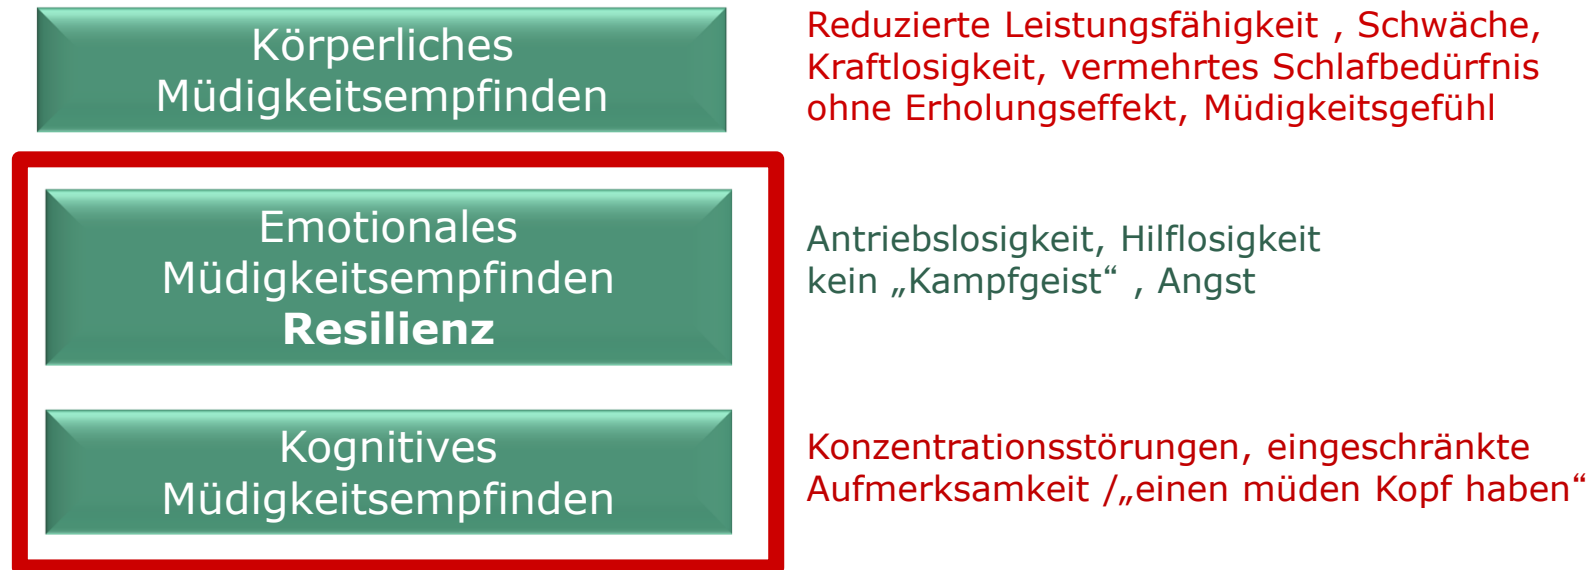 Körperliches
Müdigkeitsempfinden
Reduzierte Leistungsfähigkeit , Schwäche,
Kraftlosigkeit, vermehrtes Schlafbedürfnis
ohne Erholungseffekt, Müdigkeitsgefühl
Emotionales
Müdigkeitsempfinden
Resilienz
Antriebslosigkeit, Hilflosigkeit
kein „Kampfgeist“ , Angst
Kognitives
Müdigkeitsempfinden
Konzentrationsstörungen, eingeschränkte
Aufmerksamkeit /„einen müden Kopf haben“